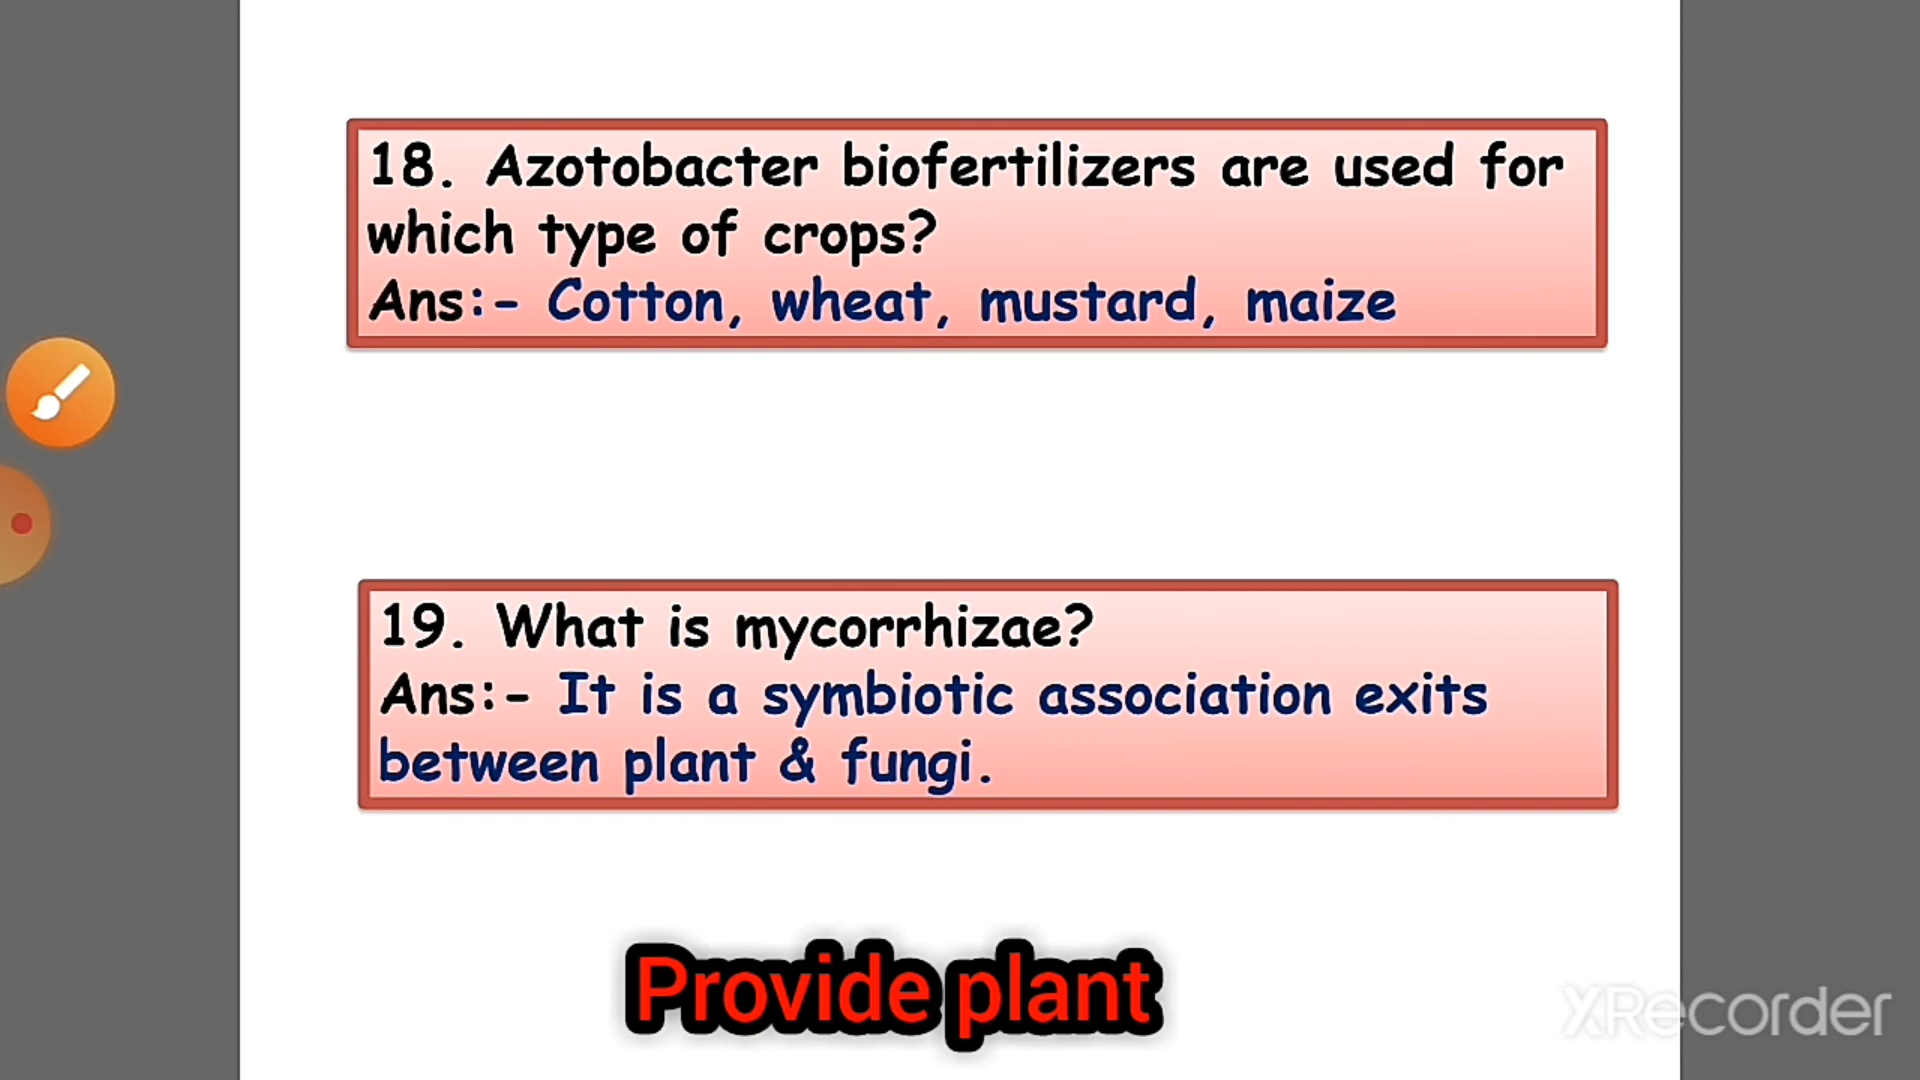 18. Azotobacter biofertilizers are used for
which type of crops?
Ans:- Cotton, wheat, mustard, maize
19. What is mycorrhizae?
Ans:- It is a symbiotic association exits
between plant & fungi.
Provide plant
XRecorder